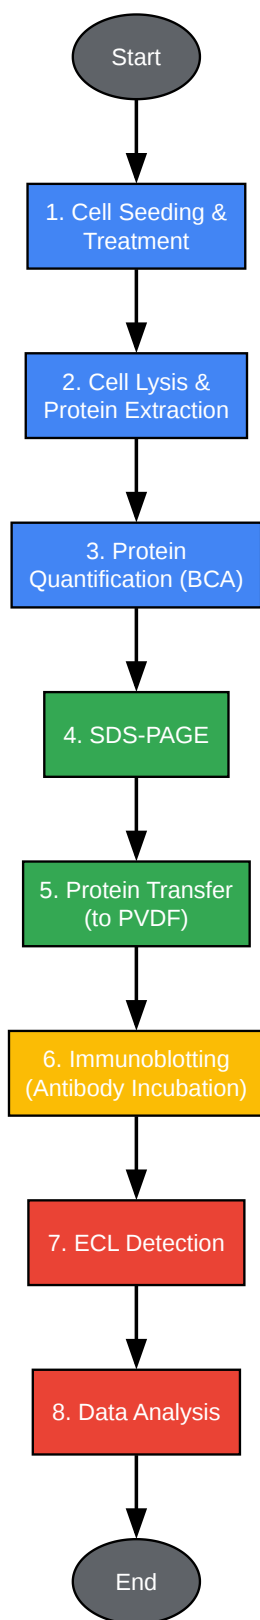 Start
1. Cell Seeding &
Treatment
2. Cell Lysis &
Protein Extraction
3. Protein
Quantification (BCA)
4. SDS-PAGE
5. Protein Transfer
(to PVDF)
6. Immunoblotting
(Antibody Incubation)
7. ECL Detection
8. Data Analysis
End